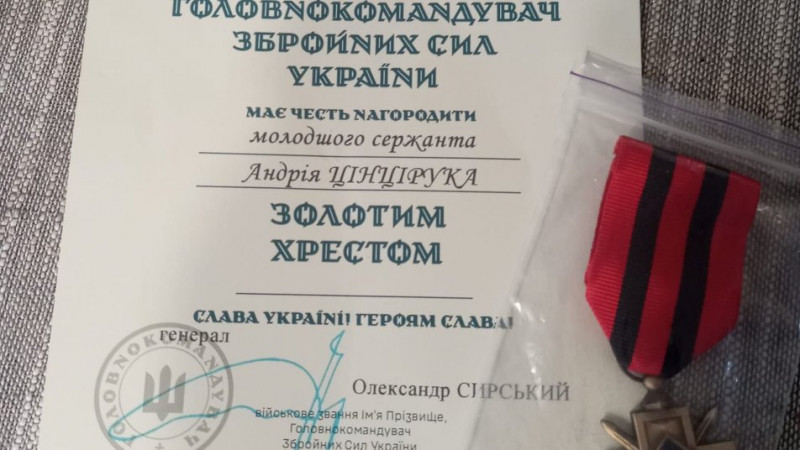 ГОЛОВНОКОМАНДУВАЧ
ЗБРОЙНИХ СИЛ
УКРАЇНИ
МАЄ ЧЕСТЬ НАГОРОДИТИ
молодшого сержанта
Андрія ЦІНЦІРУКА
ЗОЛОТИМ
ХРЕСТОМ
СЛАВА УКРАЇНІ! ГЕРОЯМ СЛАВА!
генерал
Олександр СИРСЬКИЙ
військове звання Ім'я Прізвище,
Головнокомандувач
Збройних Сил України
ГОЛОВНОКОМАНДУВАЧ